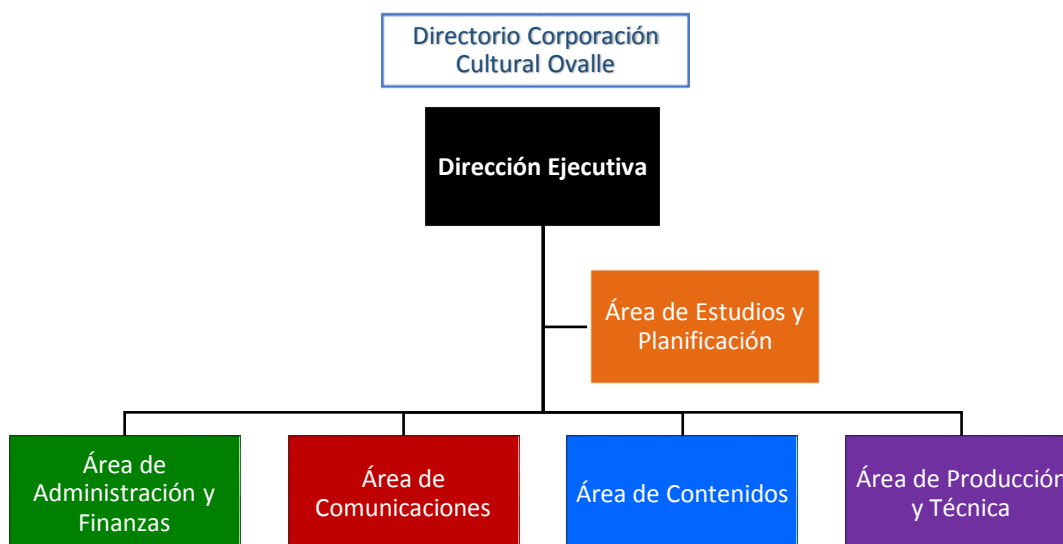 Directorio Corporación
Cultural Ovalle
Dirección Ejecutiva
Área de Estudios y
Planificación
Área de
Administración y
Finanzas
Área de
Comunicaciones
Área de Contenidos
Área de Producción
y Técnica